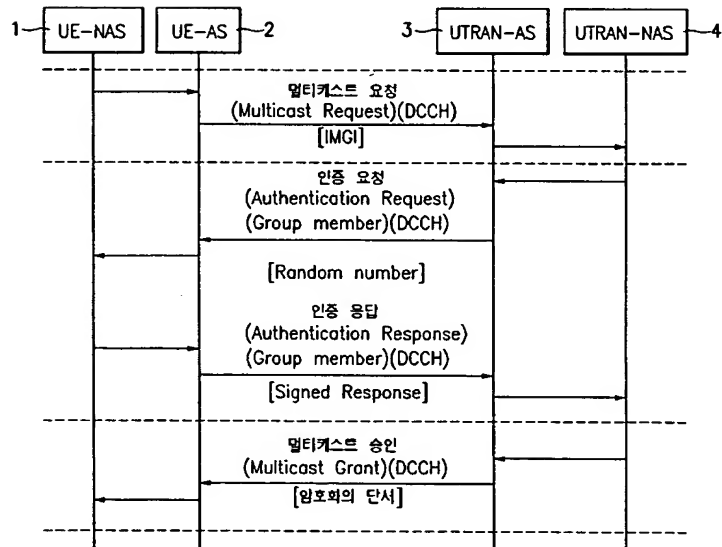 1 UE-NAS UE-AS 2 3 UTRAN-AS UTRAN-NAS 4
멀티캐스트 요청
(Multicast Request)(DCCH)
[IMGI]
인증 요청
(Authentication Request)
(Group member)(DCCH)
[Random number]
인증 응답
(Authentication Response)
(Group member)(DCCH)
[Signed Response]
멀티캐스트 승인
(Multicast Grant)(DCCH)
[암호화의 단서]